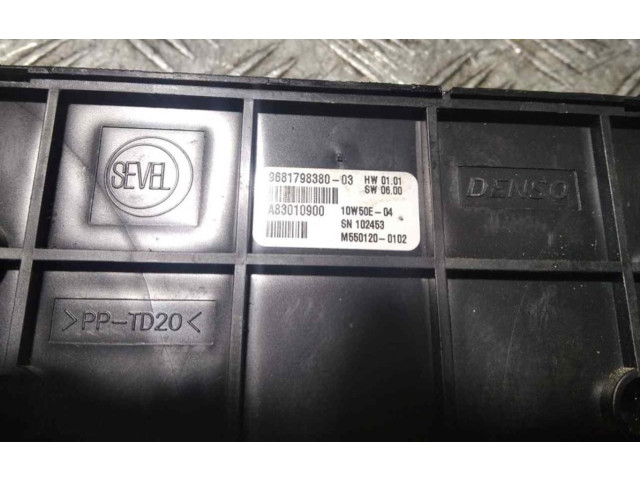 SEVEL
9681798380-03 HW 01.01
SW 06.00
A83010900 10W50E-04
SN 102453
M550120-0102
DENSO
>PP-TD20<